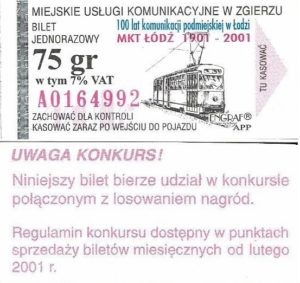 MIEJSKIE USŁUGI KOMUNIKACYJNE W ZGIERZU
BILET
JEDNORAZOWY
100 lat komunikacji podmiejskiej w Łodzi
MKT ŁÓDŹ 1901 - 2001
75 gr
w tym 7% VAT
A0164992
ZACHOWAĆ DLA KONTROLI
KASOWAĆ ZARAZ PO WEJŚCIU DO POJAZDU
ENGRAF®
APP
TU KASOWAĆ
UWAGA KONKURS!
Niniejszy bilet bierze udział w konkursie
połączonym z losowaniem nagród.
Regulamin konkursu dostępny w punktach
sprzedaży biletów miesięcznych od lutego
2001 r.